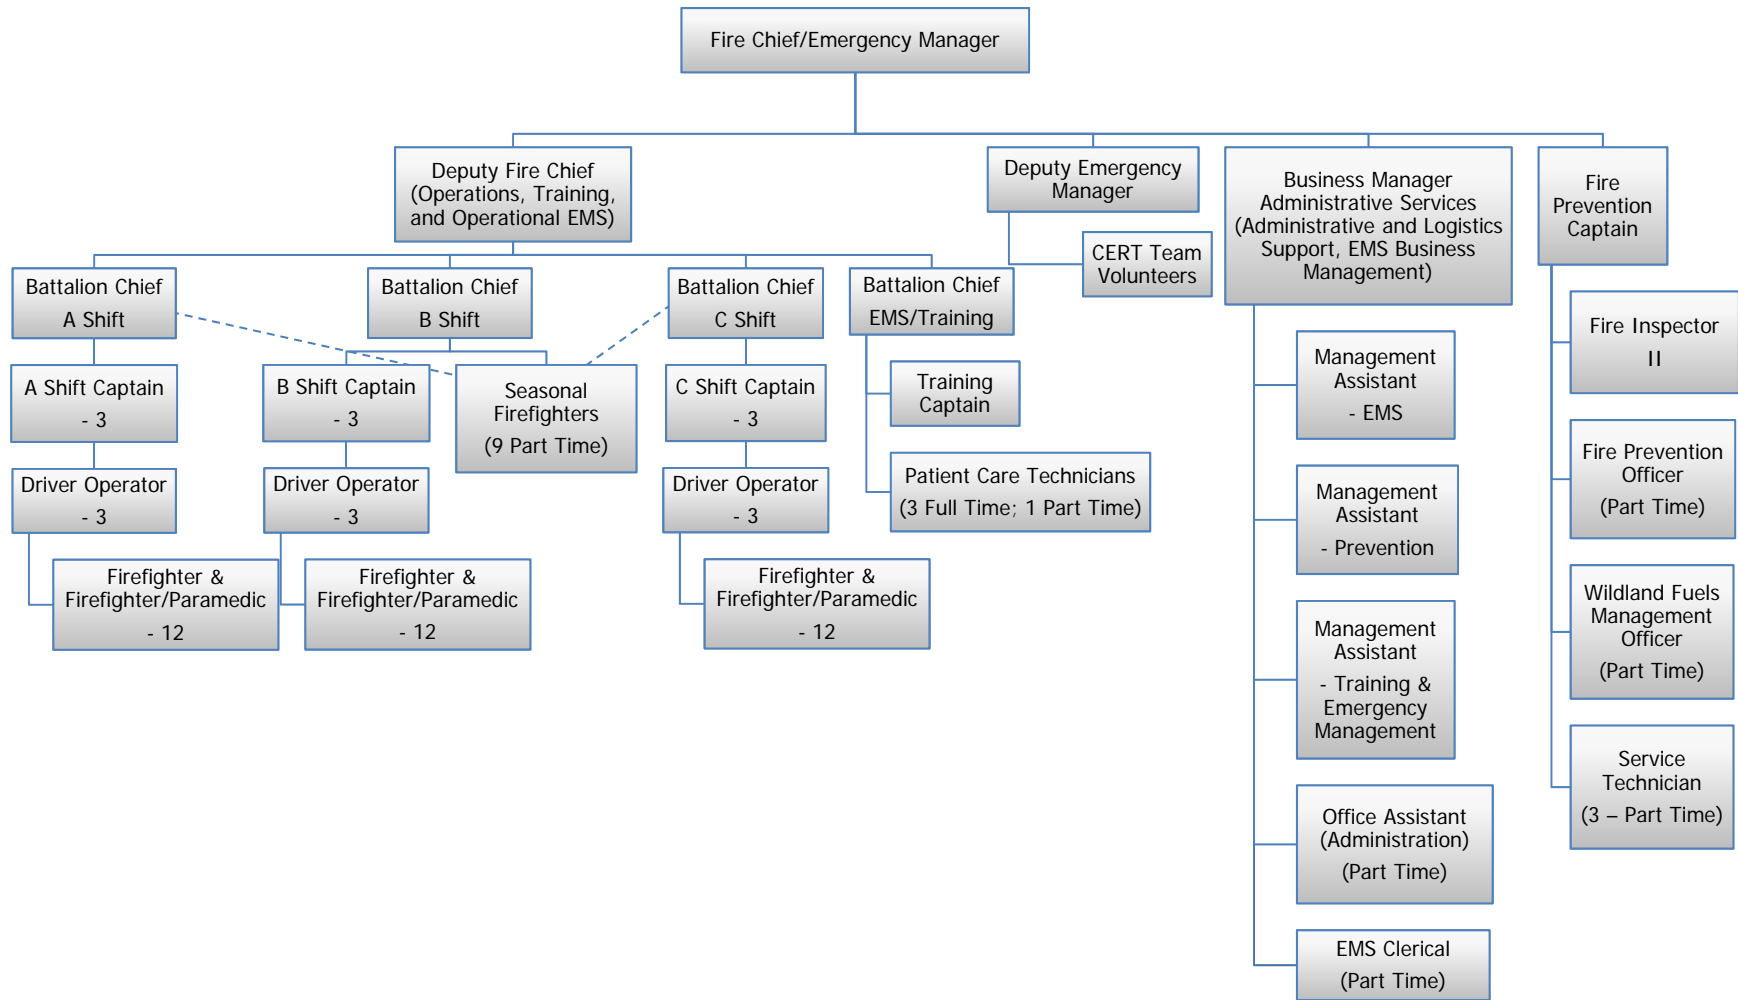 Fire Chief/Emergency Manager
Deputy Fire Chief
(Operations, Training,
and Operational EMS)
Deputy Emergency
Manager
Business Manager
Administrative Services
(Administrative and Logistics
Support, EMS Business
Management)
Fire
Prevention
Captain
CERT Team
Volunteers
Battalion Chief
A Shift
Battalion Chief
B Shift
Battalion Chief
C Shift
Battalion Chief
EMS/Training
A Shift Captain
- 3
B Shift Captain
- 3
Seasonal
Firefighters
(9 Part Time)
C Shift Captain
- 3
Training
Captain
Driver Operator
- 3
Driver Operator
- 3
Driver Operator
- 3
Patient Care Technicians
(3 Full Time; 1 Part Time)
Firefighter &
Firefighter/Paramedic
- 12
Firefighter &
Firefighter/Paramedic
- 12
Firefighter &
Firefighter/Paramedic
- 12
Management
Assistant
- EMS
Management
Assistant
- Prevention
Management
Assistant
- Training &
Emergency
Management
Office Assistant
(Administration)
(Part Time)
EMS Clerical
(Part Time)
Fire Inspector
II
Fire Prevention
Officer
(Part Time)
Wildland Fuels
Management
Officer
(Part Time)
Service
Technician
(3 – Part Time)